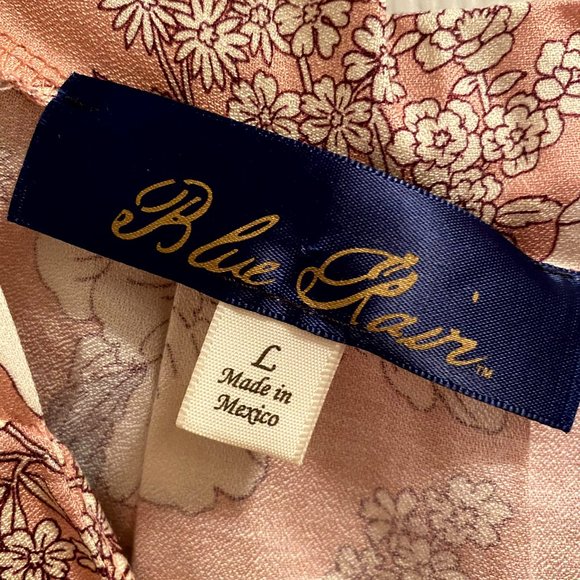 Blue Rain™
L
Made in
Mexico